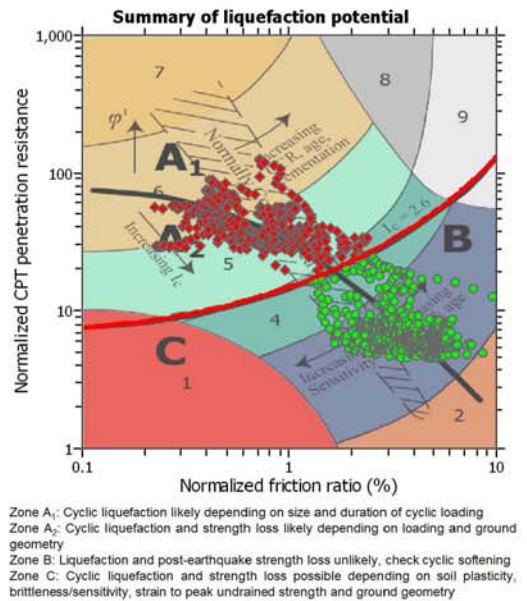 Summary of liquefaction potential
1,000
100
10
1
Normalized CPT penetration resistance
7
8
9
φ'
Normally
Increasing
R, age,
cementation
A1
6
A2
Increasing Ic
5
Ic = 2.6
B
4
C
1
Increasing
Sensitivity
2
0.1
1
10
Normalized friction ratio (%)
Zone A1: Cyclic liquefaction likely depending on size and duration of cyclic loading
Zone A2: Cyclic liquefaction and strength loss likely depending on loading and ground
geometry
Zone B: Liquefaction and post-earthquake strength loss unlikely, check cyclic softening
Zone C: Cyclic liquefaction and strength loss possible depending on soil plasticity,
brittleness/sensitivity, strain to peak undrained strength and ground geometry